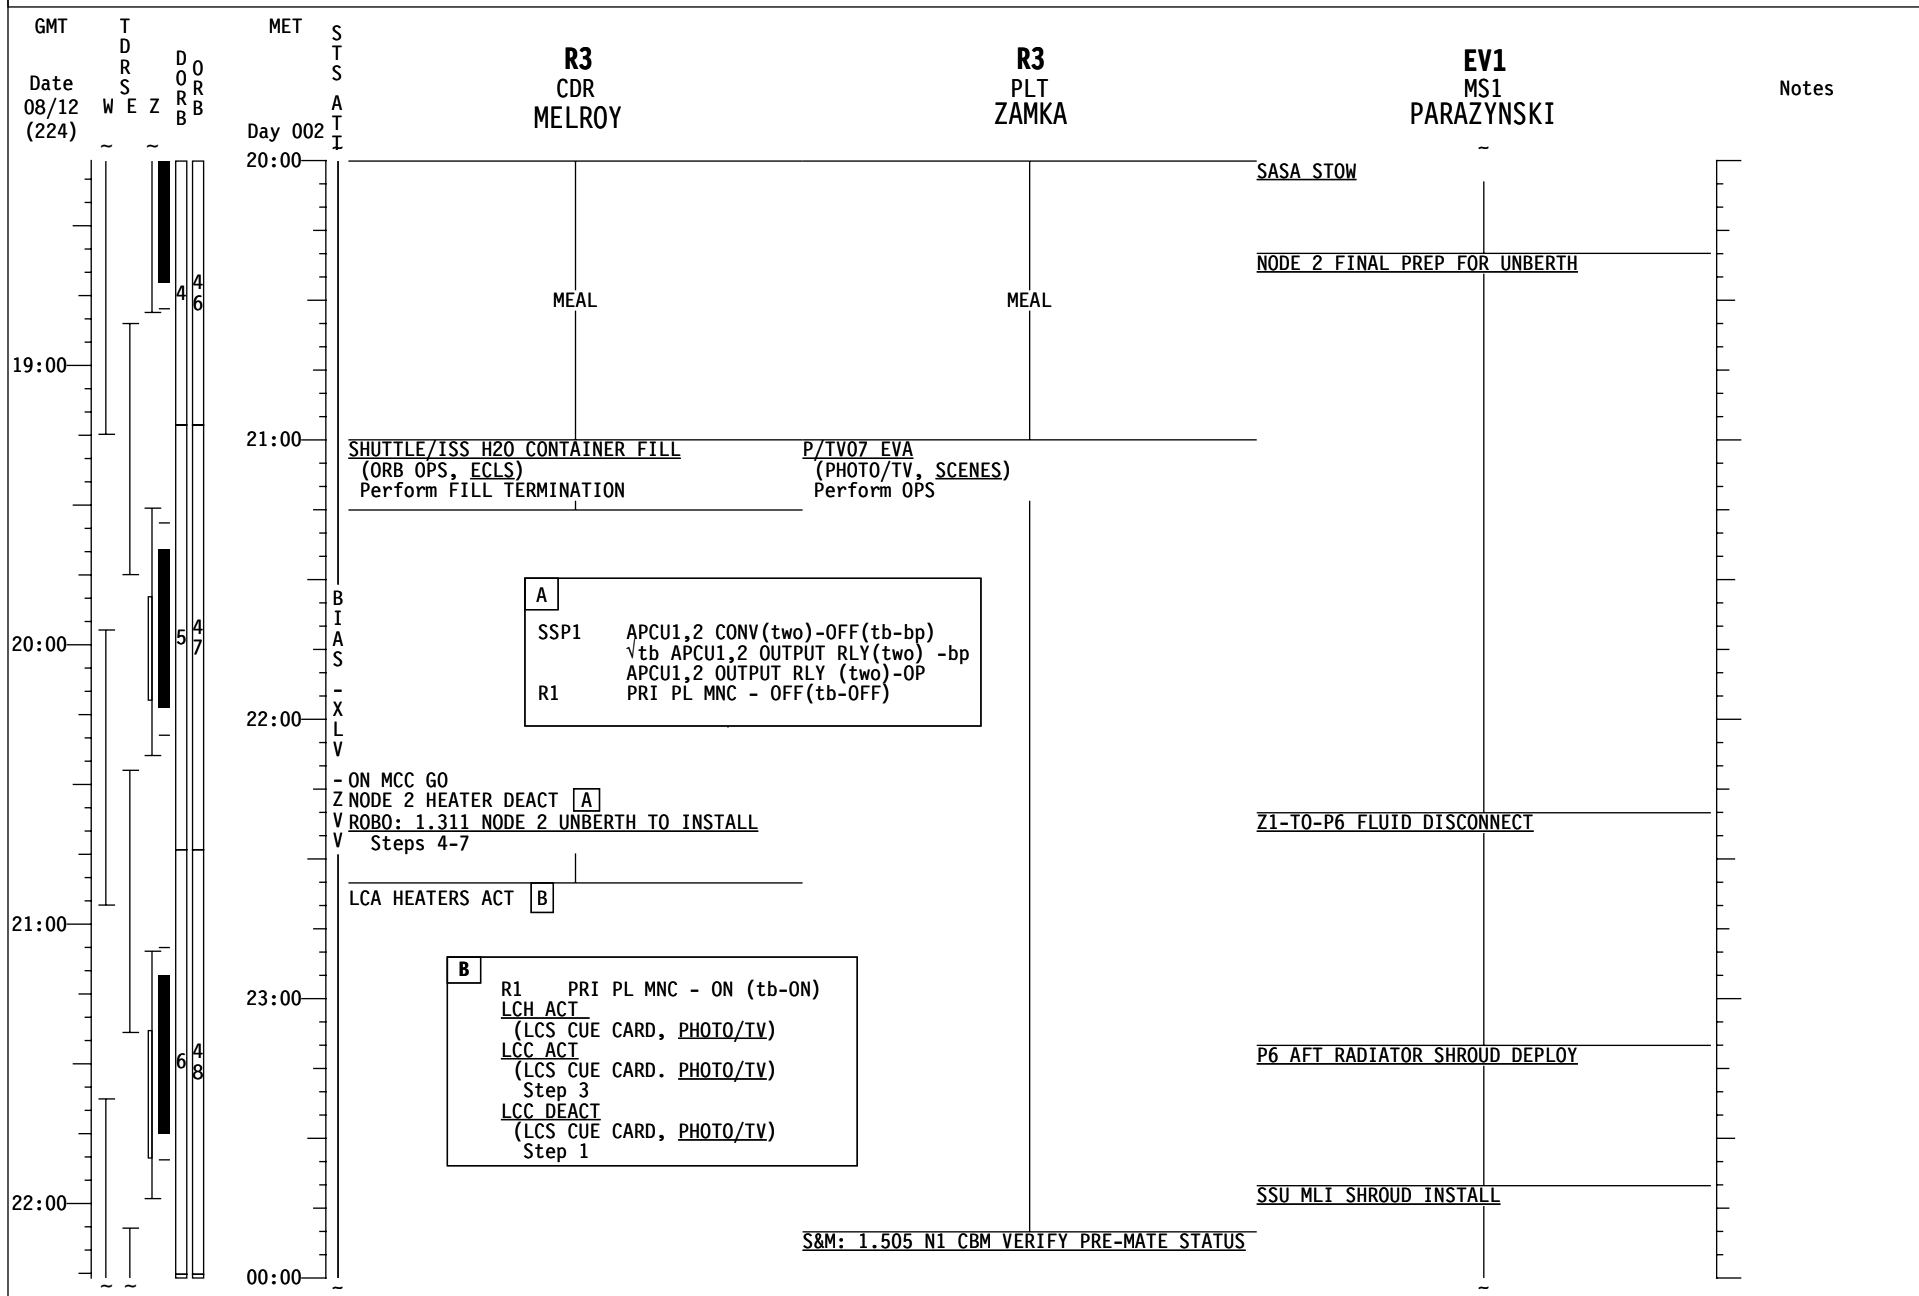 GMT
Date
08/12
(224)
TDRS
W E Z
DORB
ORB
MET
Day 002
STS ATT
R3
CDR
MELROY
R3
PLT
ZAMKA
EV1
MS1
PARAZYNSKI
Notes
~ ~ ~
20:00
SASA STOW
NODE 2 FINAL PREP FOR UNBERTH
4
46
MEAL MEAL
19:00
21:00
SHUTTLE/ISS H2O CONTAINER FILL
(ORB OPS, ECLS)
Perform FILL TERMINATION
P/TV07 EVA
(PHOTO/TV, SCENES)
Perform OPS
BIAS -XLV -ZVV
A
SSP1 APCU1,2 CONV(two)-OFF(tb-bp)
√tb APCU1,2 OUTPUT RLY(two) -bp
APCU1,2 OUTPUT RLY (two)-OP
R1 PRI PL MNC - OFF(tb-OFF)
20:00
5
47
22:00
ON MCC GO
NODE 2 HEATER DEACT A
ROBO: 1.311 NODE 2 UNBERTH TO INSTALL
Steps 4-7
Z1-TO-P6 FLUID DISCONNECT
LCA HEATERS ACT B
21:00
B
R1 PRI PL MNC - ON (tb-ON)
LCH ACT
(LCS CUE CARD, PHOTO/TV)
LCC ACT
(LCS CUE CARD. PHOTO/TV)
Step 3
LCC DEACT
(LCS CUE CARD, PHOTO/TV)
Step 1
23:00
6
48
P6 AFT RADIATOR SHROUD DEPLOY
SSU MLI SHROUD INSTALL
22:00
S&M: 1.505 N1 CBM VERIFY PRE-MATE STATUS
00:00
~ ~ ~ ~